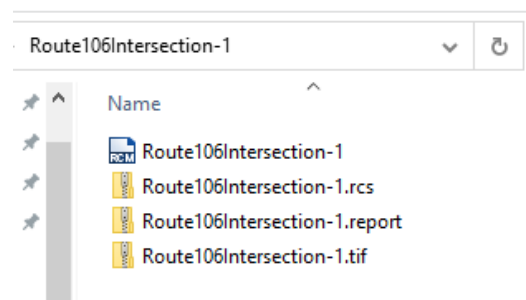 Route106Intersection-1
Name
RCM Route106Intersection-1
Route106Intersection-1.rcs
Route106Intersection-1.report
Route106Intersection-1.tif